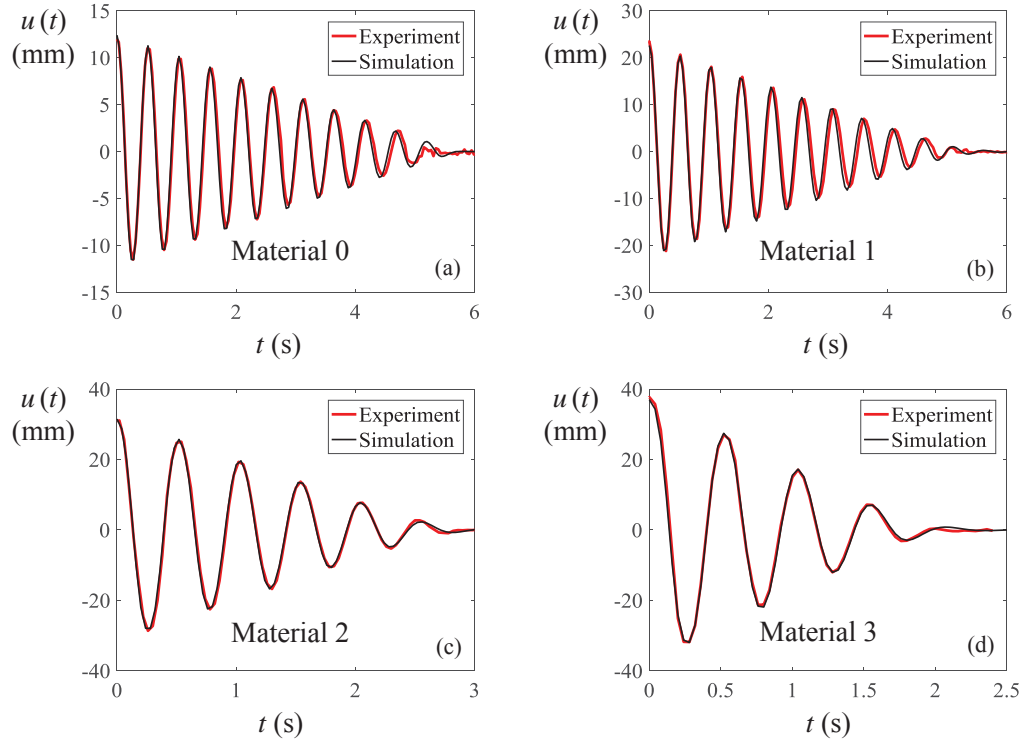 u (t)
(mm)
15
10
5
0
-5
-10
-15
Experiment
Simulation
Material 0
(a)
0
2
4
6
t (s)
u (t)
(mm)
30
20
10
0
-10
-20
-30
Experiment
Simulation
Material 1
(b)
0
2
4
6
t (s)
u (t)
(mm)
40
20
0
-20
-40
Experiment
Simulation
Material 2
(c)
0
1
2
3
t (s)
u (t)
(mm)
40
20
0
-20
-40
Experiment
Simulation
Material 3
(d)
0
0.5
1
1.5
2
2.5
t (s)